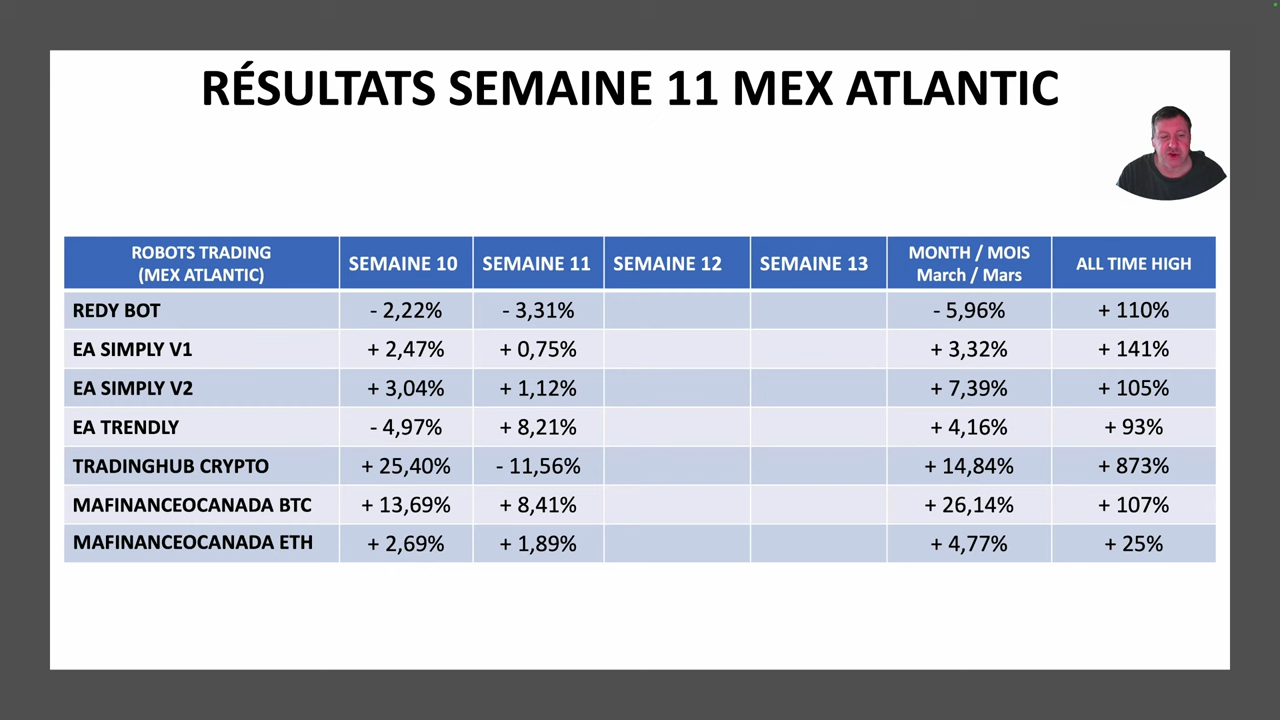 RÉSULTATS SEMAINE 11 MEX ATLANTIC
ROBOTS TRADING (MEX ATLANTIC) SEMAINE 10 SEMAINE 11 SEMAINE 12 SEMAINE 13 MONTH / MOIS March / Mars ALL TIME HIGH
REDY BOT - 2,22% - 3,31% - 5,96% + 110%
EA SIMPLY V1 + 2,47% + 0,75% + 3,32% + 141%
EA SIMPLY V2 + 3,04% + 1,12% + 7,39% + 105%
EA TRENDLY - 4,97% + 8,21% + 4,16% + 93%
TRADINGHUB CRYPTO + 25,40% - 11,56% + 14,84% + 873%
MAFINANCEOCANADA BTC + 13,69% + 8,41% + 26,14% + 107%
MAFINANCEOCANADA ETH + 2,69% + 1,89% + 4,77% + 25%